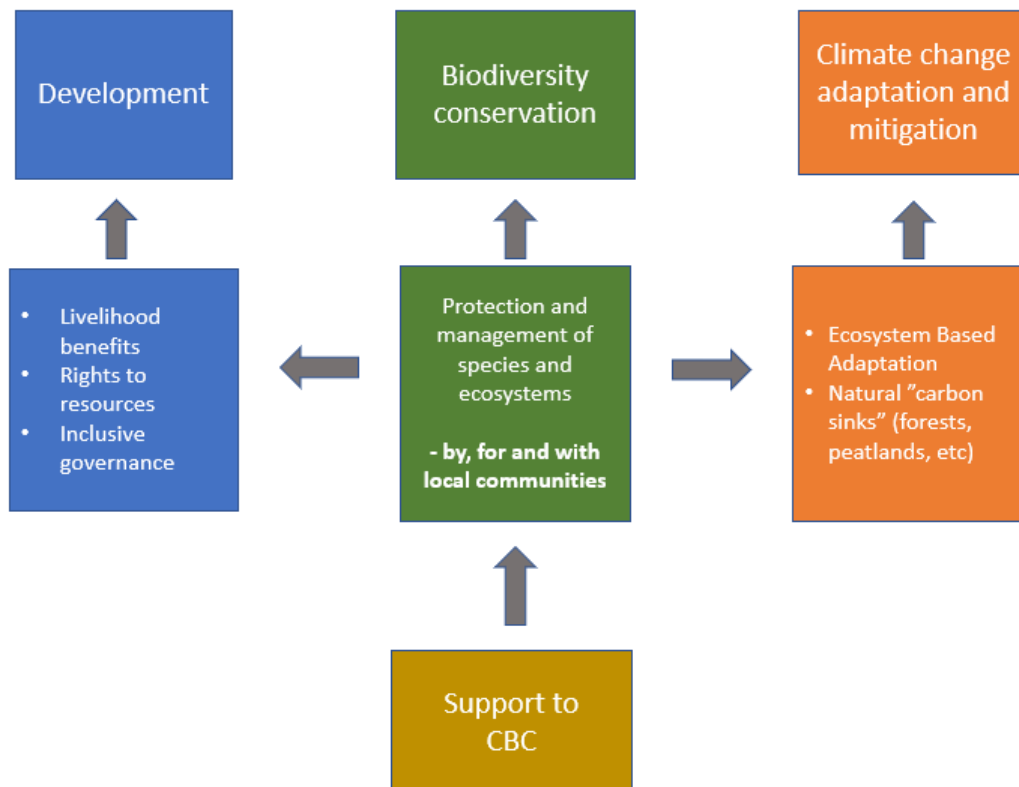 Development
Biodiversity
conservation
Climate change
adaptation and
mitigation
• Livelihood
benefits
• Rights to
resources
• Inclusive
governance
Protection and
management of
species and
ecosystems
- by, for and with
local communities
• Ecosystem Based
Adaptation
• Natural ”carbon
sinks” (forests,
peatlands, etc)
Support to
CBC